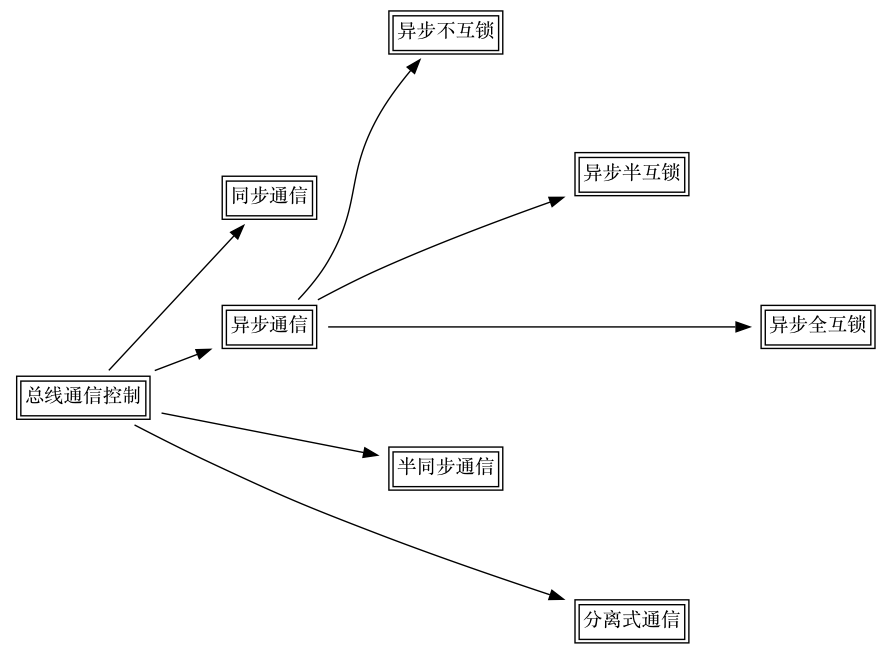 异步不互锁
异步半互锁
同步通信
异步通信
异步全互锁
总线通信控制
半同步通信
分离式通信